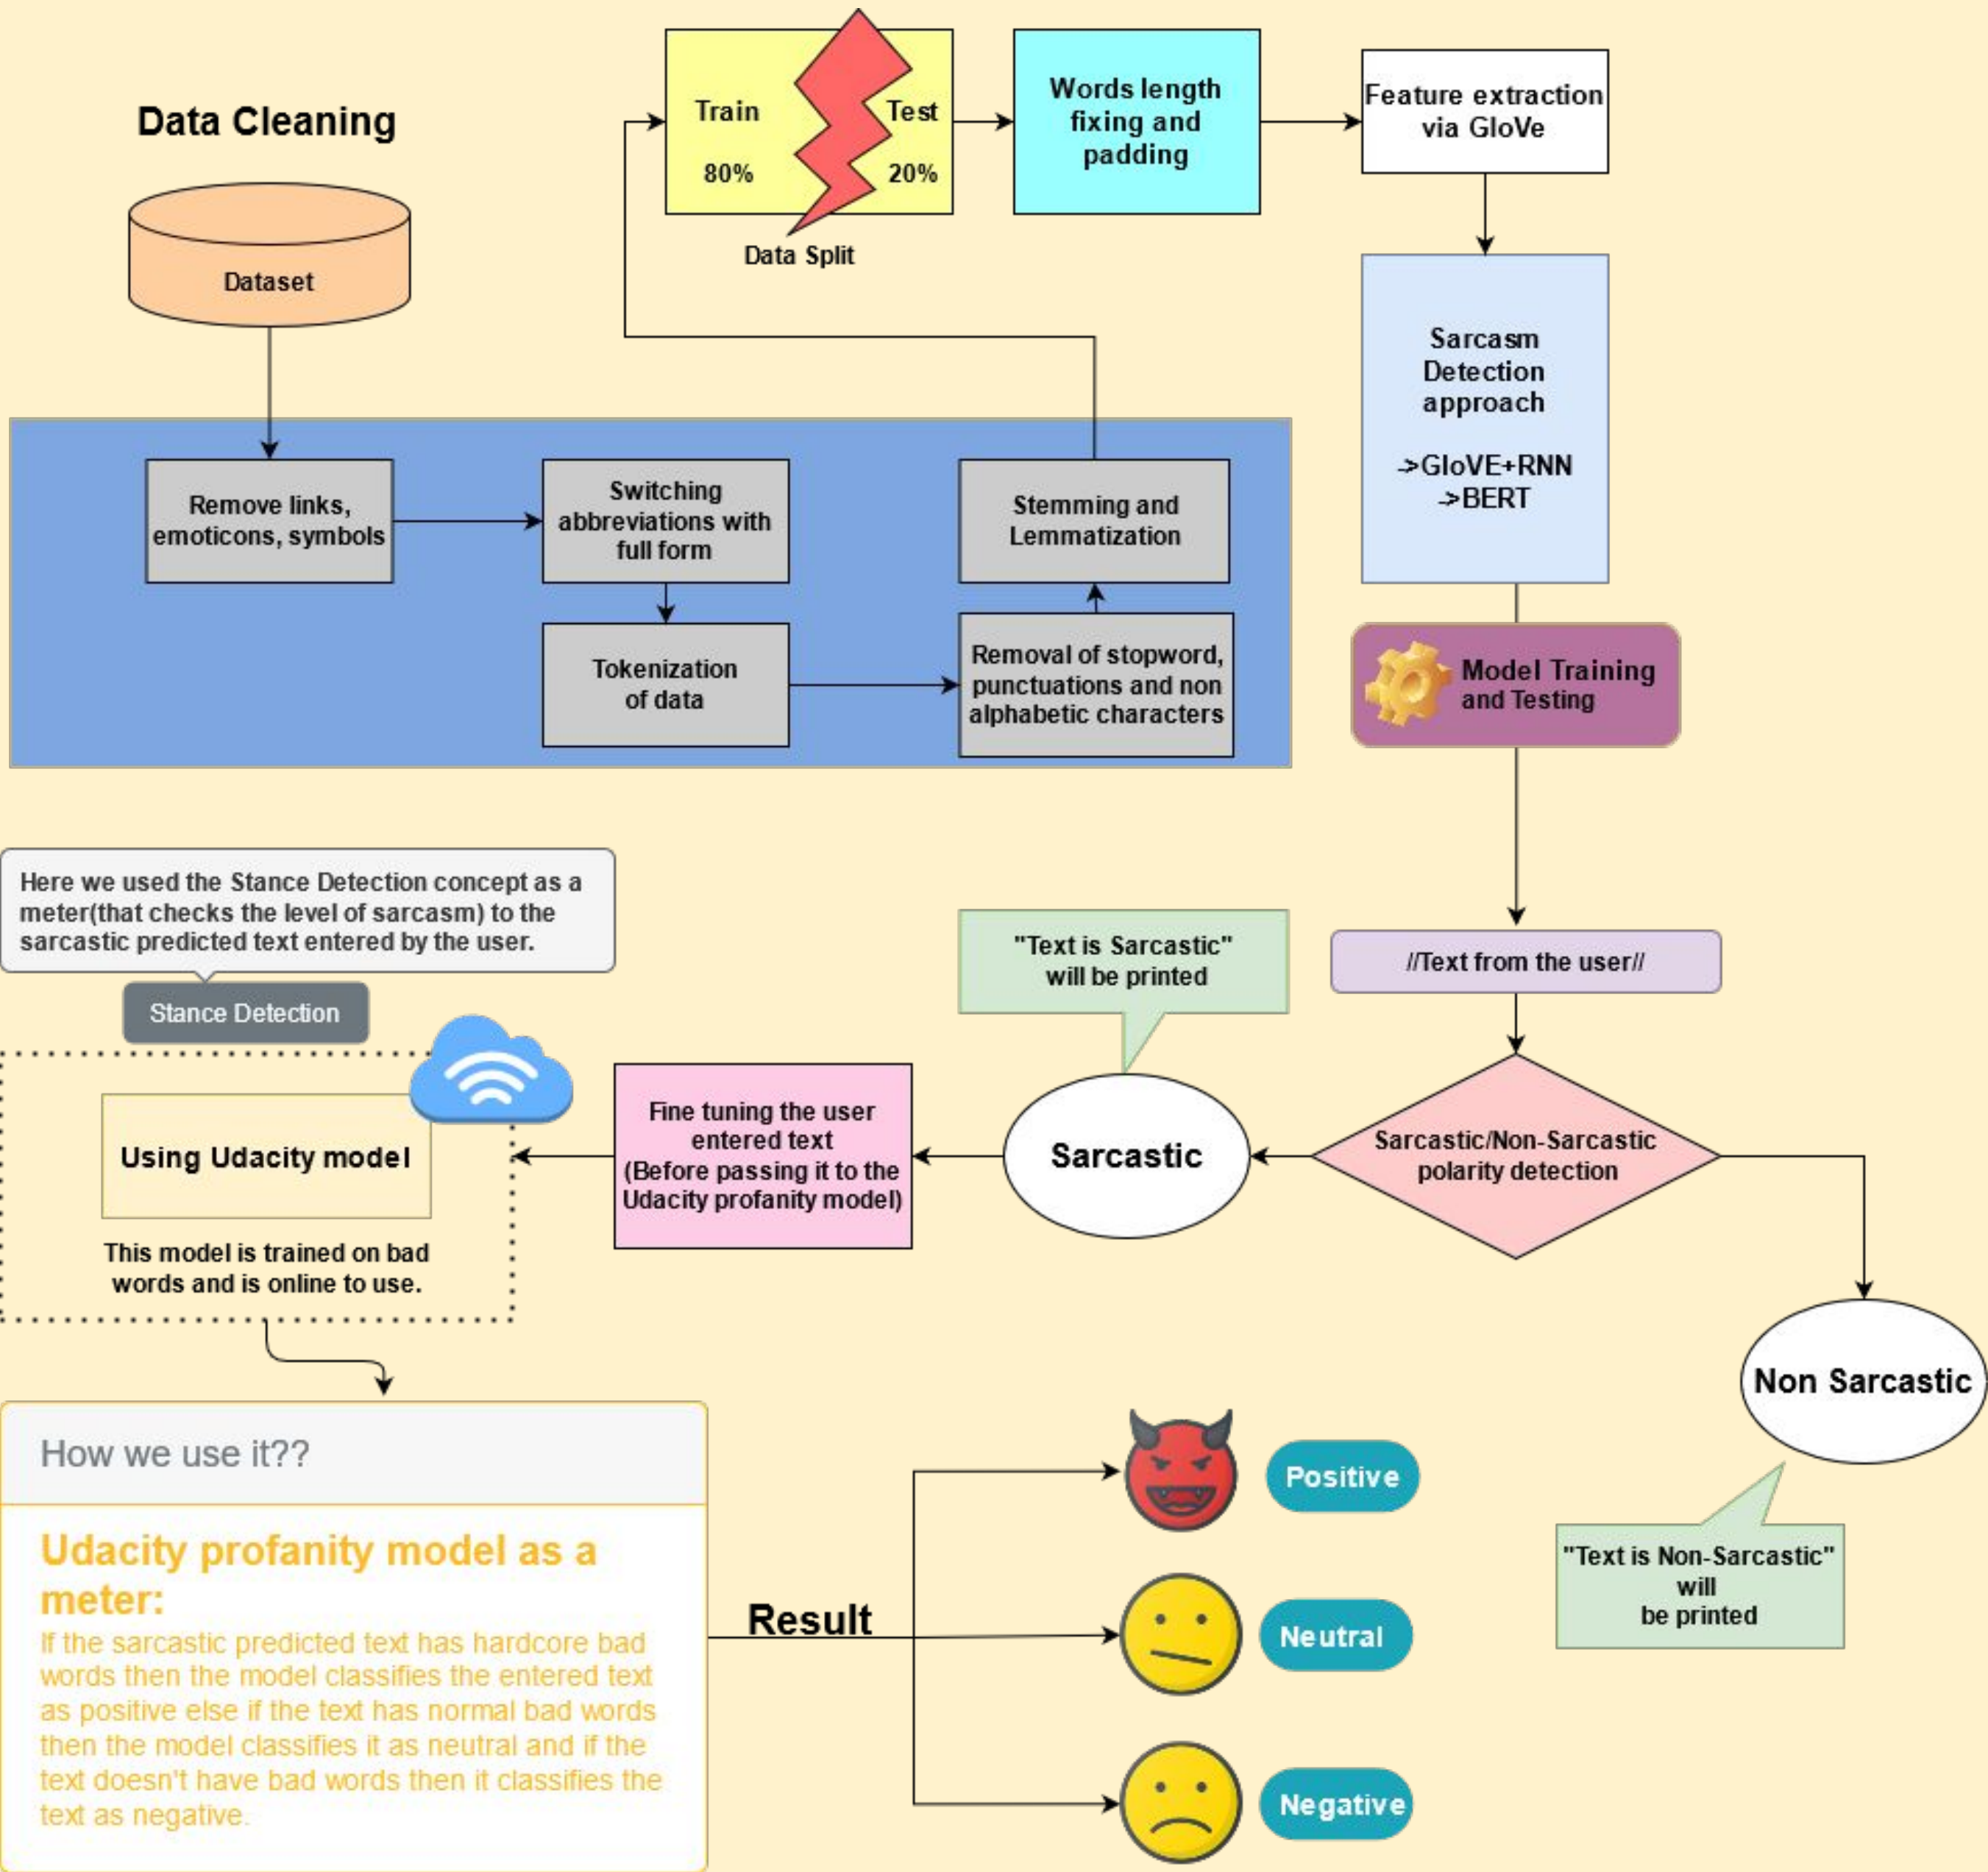 Data Cleaning
Dataset
Remove links,
emoticons, symbols
Switching
abbreviations with
full form
Tokenization
of data
Removal of stopword,
punctuations and non
alphabetic characters
Stemming and
Lemmatization
Train
80%
Test
20%
Data Split
Words length
fixing and
padding
Feature extraction
via GloVe
Sarcasm
Detection
approach
->GloVE+RNN
->BERT
Model Training
and Testing
//Text from the user//
Sarcastic/Non-Sarcastic
polarity detection
"Text is Sarcastic"
will be printed
Sarcastic
Non Sarcastic
"Text is Non-Sarcastic"
will
be printed
Fine tuning the user
entered text
(Before passing it to the
Udacity profanity model)
Here we used the Stance Detection concept as a
meter(that checks the level of sarcasm) to the
sarcastic predicted text entered by the user.
Stance Detection
Using Udacity model
This model is trained on bad
words and is online to use.
How we use it??
Udacity profanity model as a
meter:
If the sarcastic predicted text has hardcore bad
words then the model classifies the entered text
as positive else if the text has normal bad words
then the model classifies it as neutral and if the
text doesn't have bad words then it classifies the
text as negative.
Result
Positive
Neutral
Negative